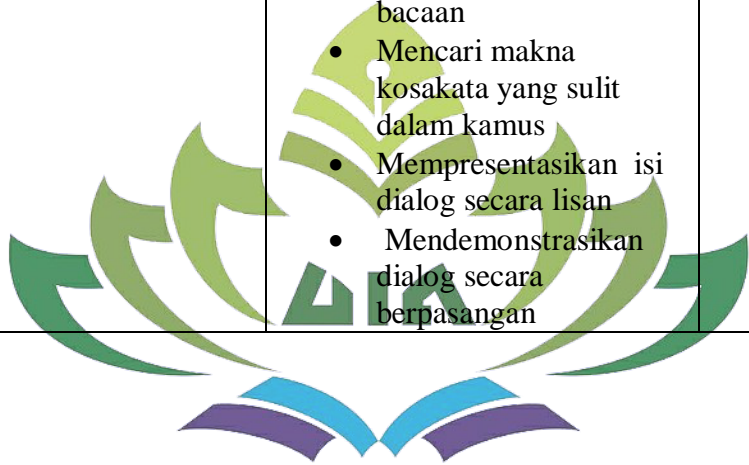 bacaan
• Mencari makna
kosakata yang sulit
dalam kamus
• Mempresentasikan isi
dialog secara lisan
• Mendemonstrasikan
dialog secara
berpasangan